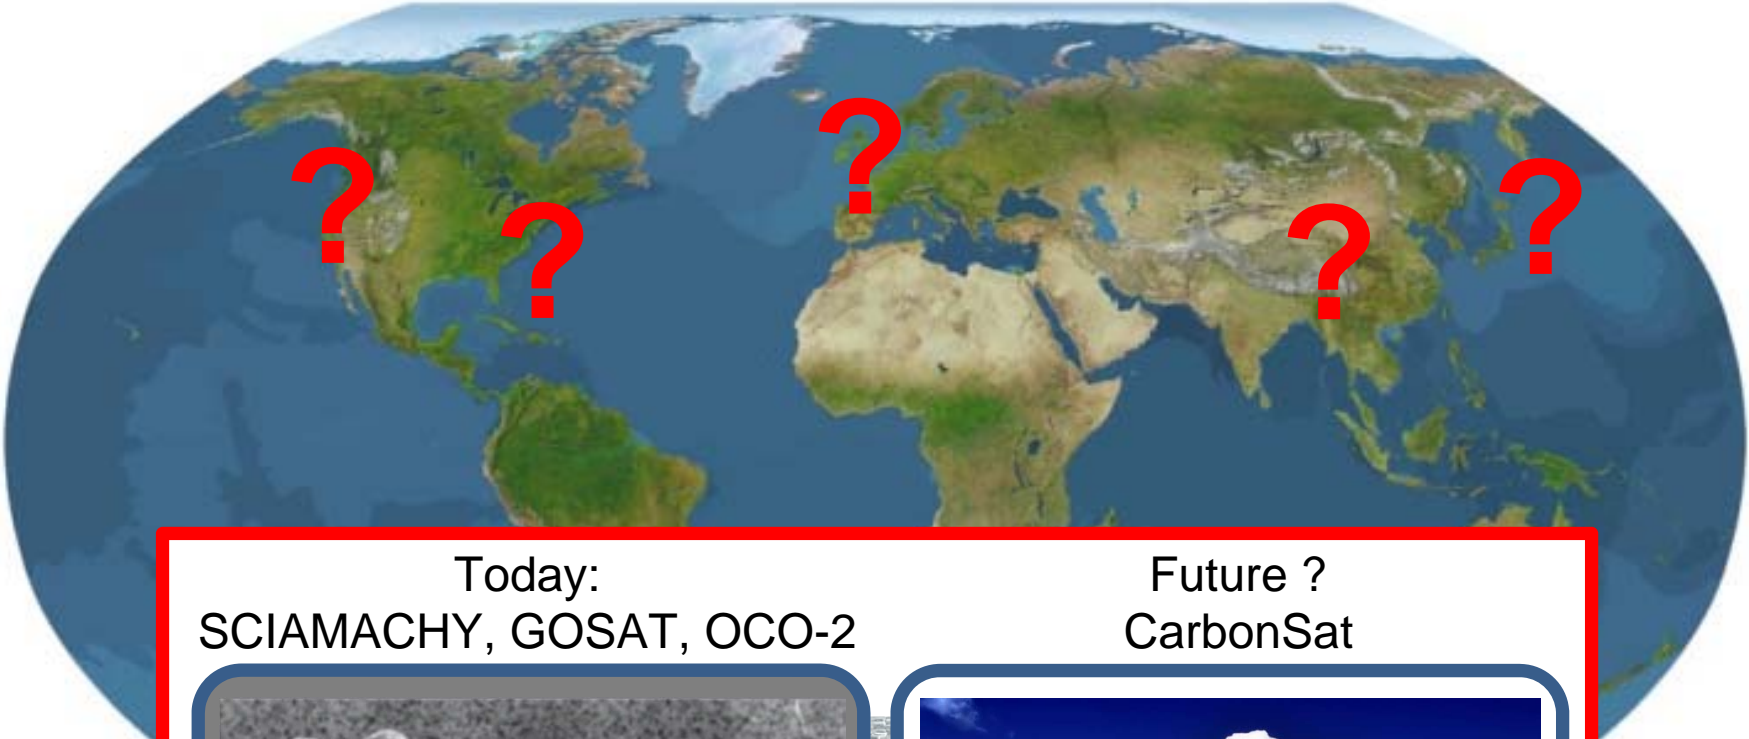 ?
?
?
?
?
Today:
SCIAMACHY, GOSAT, OCO-2
Future ?
CarbonSat